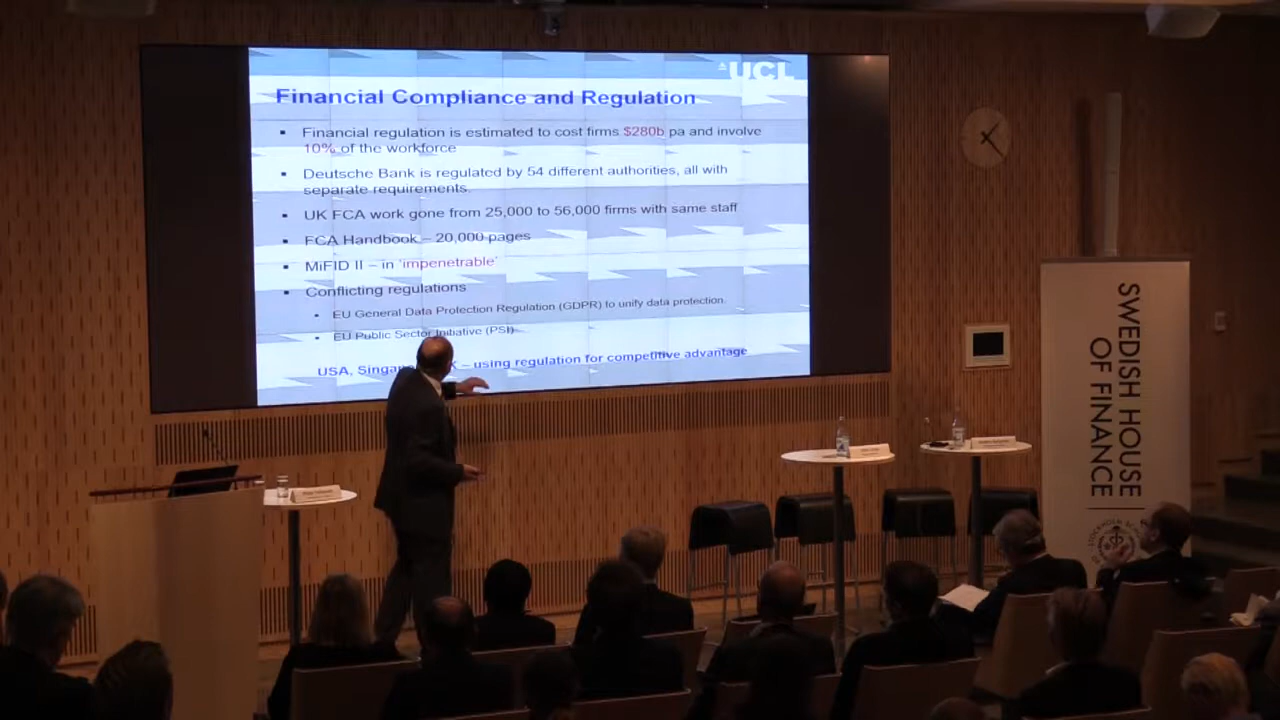 UCL
Financial Compliance and Regulation
Financial regulation is estimated to cost firms $280b pa and involve
10% of the workforce
Deutsche Bank is regulated by 54 different authorities, all with
separate requirements.
UK FCA work gone from 25,000 to 56,000 firms with same staff
FCA Handbook – 20,000 pages
MiFID II – in 'impenetrable'
Conflicting regulations
EU General Data Protection Regulation (GDPR) to unify data protection.
EU Public Sector Initiative (PSI)
USA, – using regulation for competitive advantage
SWEDISH HOUSE
OF FINANCE